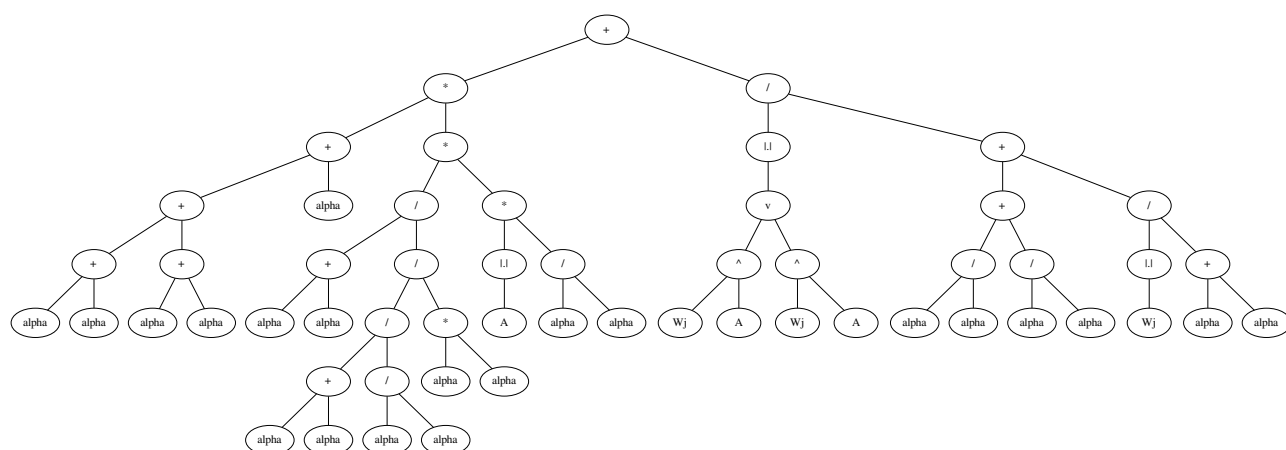 +
* /
+ * |.| +
+ alpha / * v + /
+ + + / |.| / ^ ^ / / |.| +
alpha alpha alpha alpha alpha alpha / * A alpha alpha Wj A Wj A alpha alpha alpha alpha Wj alpha alpha
+ / alpha alpha
alpha alpha alpha alpha